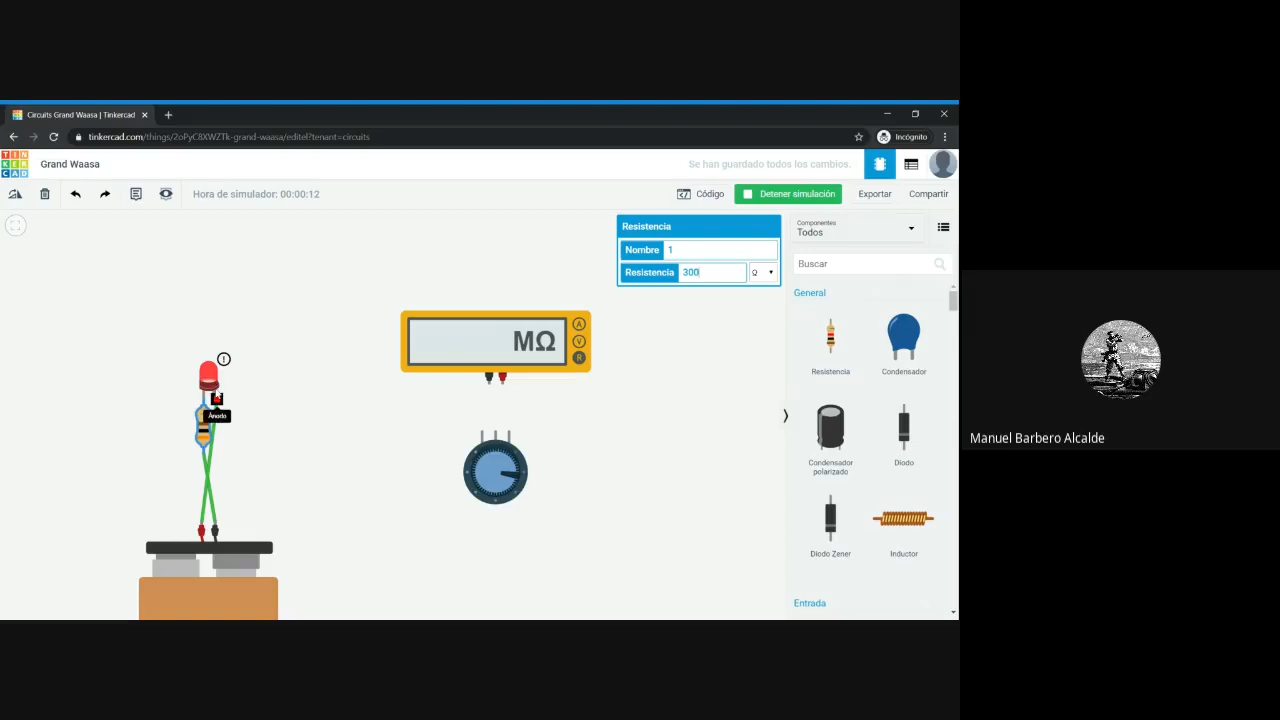 Circuits Grand Waasa | Tinkercad
tinkercad.com/things/2oPyC8XWZTk-grand-waasa/editel?tenant=circuits
Incógnito
TIN
KER
CAD
Grand Waasa
Se han guardado todos los cambios.
Hora de simulador: 00:00:12
Código
Detener simulación
Exportar
Compartir
Resistencia
Nombre 1
Resistencia 300 Ω
Componentes
Todos
Buscar
General
Resistencia
Condensador
Condensador
polarizado
Diodo
Diodo Zener
Inductor
Entrada
MΩ
A
V
R
Ánodo
Manuel Barbero Alcalde